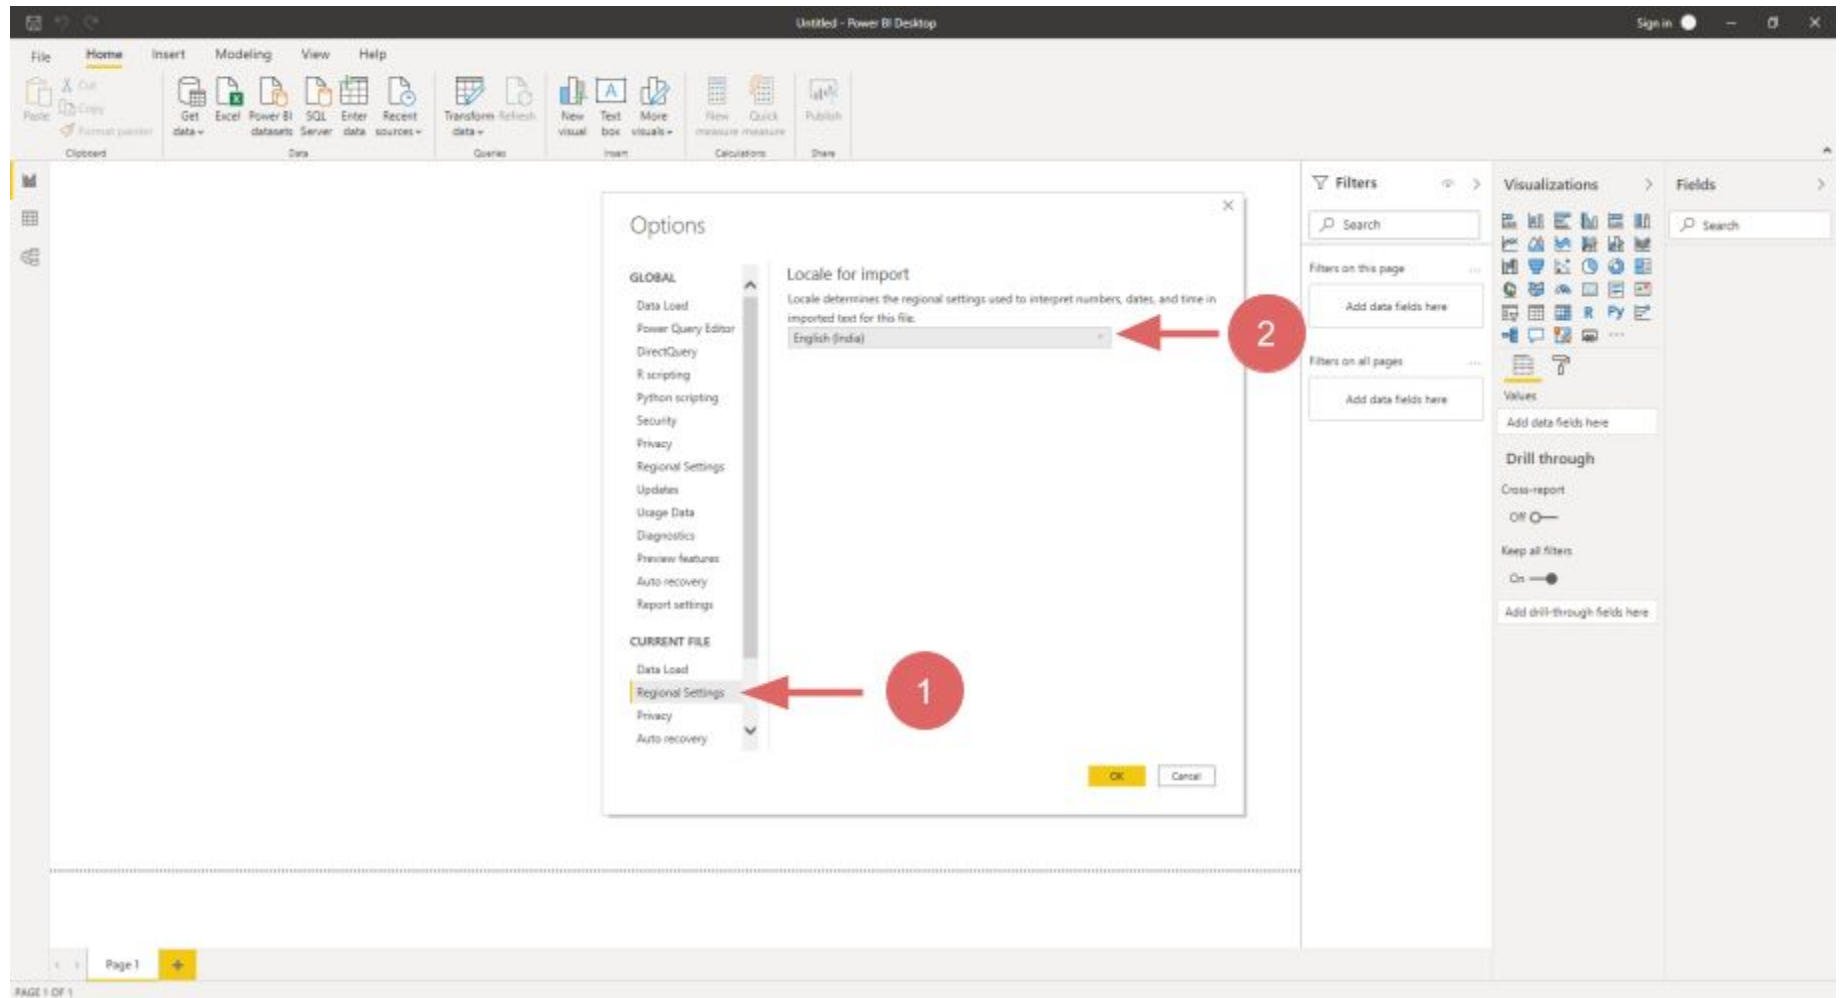 Untitled - Power BI Desktop
Sign in
File Home Insert Modeling View Help
Paste
Cut
Copy
Format painter
Clipboard
Get data
Excel
Power BI datasets
SQL Server
Enter data
Recent sources
Data
Transform data
Refresh
Queries
New visual
Text box
More visuals
Insert
New measure
Quick measure
Calculations
Publish
Share
Options
GLOBAL
Data Load
Power Query Editor
DirectQuery
R scripting
Python scripting
Security
Privacy
Regional Settings
Updates
Usage Data
Diagnostics
Preview features
Auto recovery
Report settings
CURRENT FILE
Data Load
Regional Settings
Privacy
Auto recovery
Locale for import
Locale determines the regional settings used to interpret numbers, dates, and time in
imported text for this file.
English (India)
2
1
OK
Cancel
Filters
Search
Filters on this page
...
Add data fields here
Filters on all pages
...
Add data fields here
Visualizations
R
Py
...
Values
Add data fields here
Drill through
Cross-report
Off
Keep all filters
On
Add drill-through fields here
Fields
Search
Page 1
+
PAGE 1 OF 1